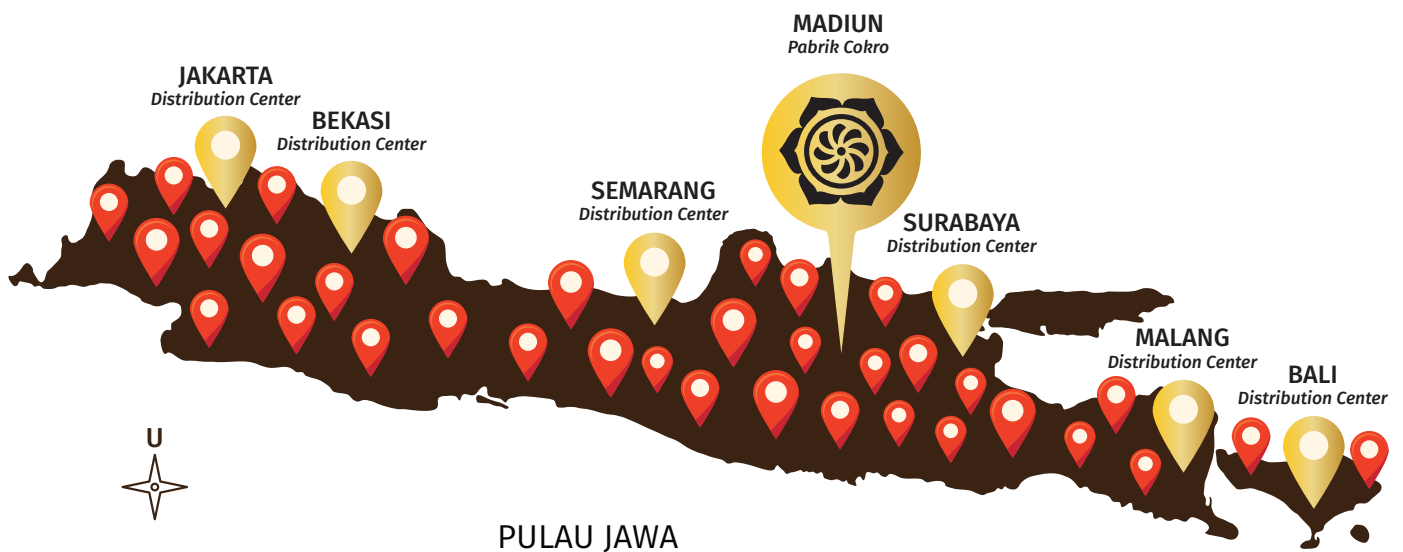 MADIUN
Pabrik Cokro
JAKARTA
Distribution Center
BEKASI
Distribution Center
SEMARANG
Distribution Center
SURABAYA
Distribution Center
MALANG
Distribution Center
BALI
Distribution Center
U
PULAU JAWA